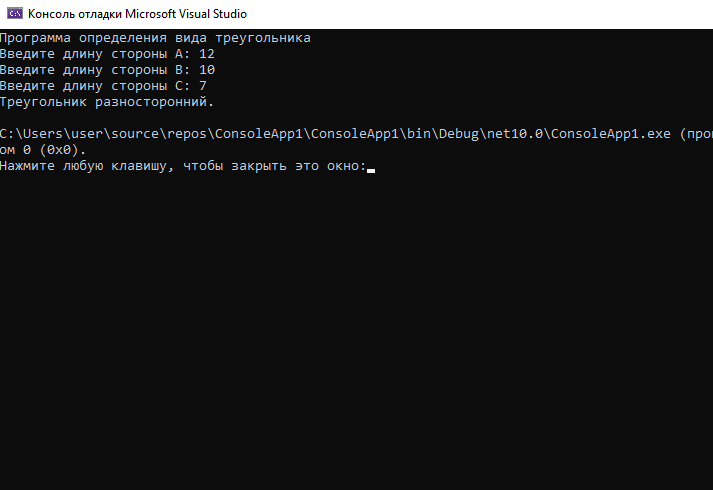 Консоль отладки Microsoft Visual Studio
Программа определения вида треугольника
Введите длину стороны A: 12
Введите длину стороны B: 10
Введите длину стороны C: 7
Треугольник разносторонний.
C:\Users\user\source\repos\ConsoleApp1\ConsoleApp1\bin\Debug\net10.0\ConsoleApp1.exe (про
ом 0 (0x0).
Нажмите любую клавишу, чтобы закрыть это окно: